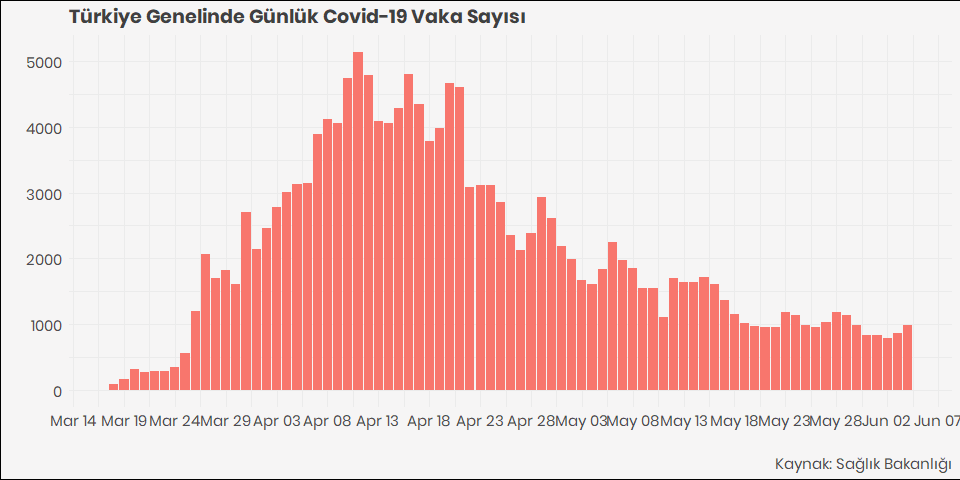 Türkiye Genelinde Günlük Covid-19 Vaka Sayısı
5000
4000
3000
2000
1000
0
Mar 14 Mar 19 Mar 24 Mar 29 Apr 03 Apr 08 Apr 13 Apr 18 Apr 23 Apr 28 May 03 May 08 May 13 May 18 May 23 May 28 Jun 02 Jun 07
Kaynak: Sağlık Bakanlığı